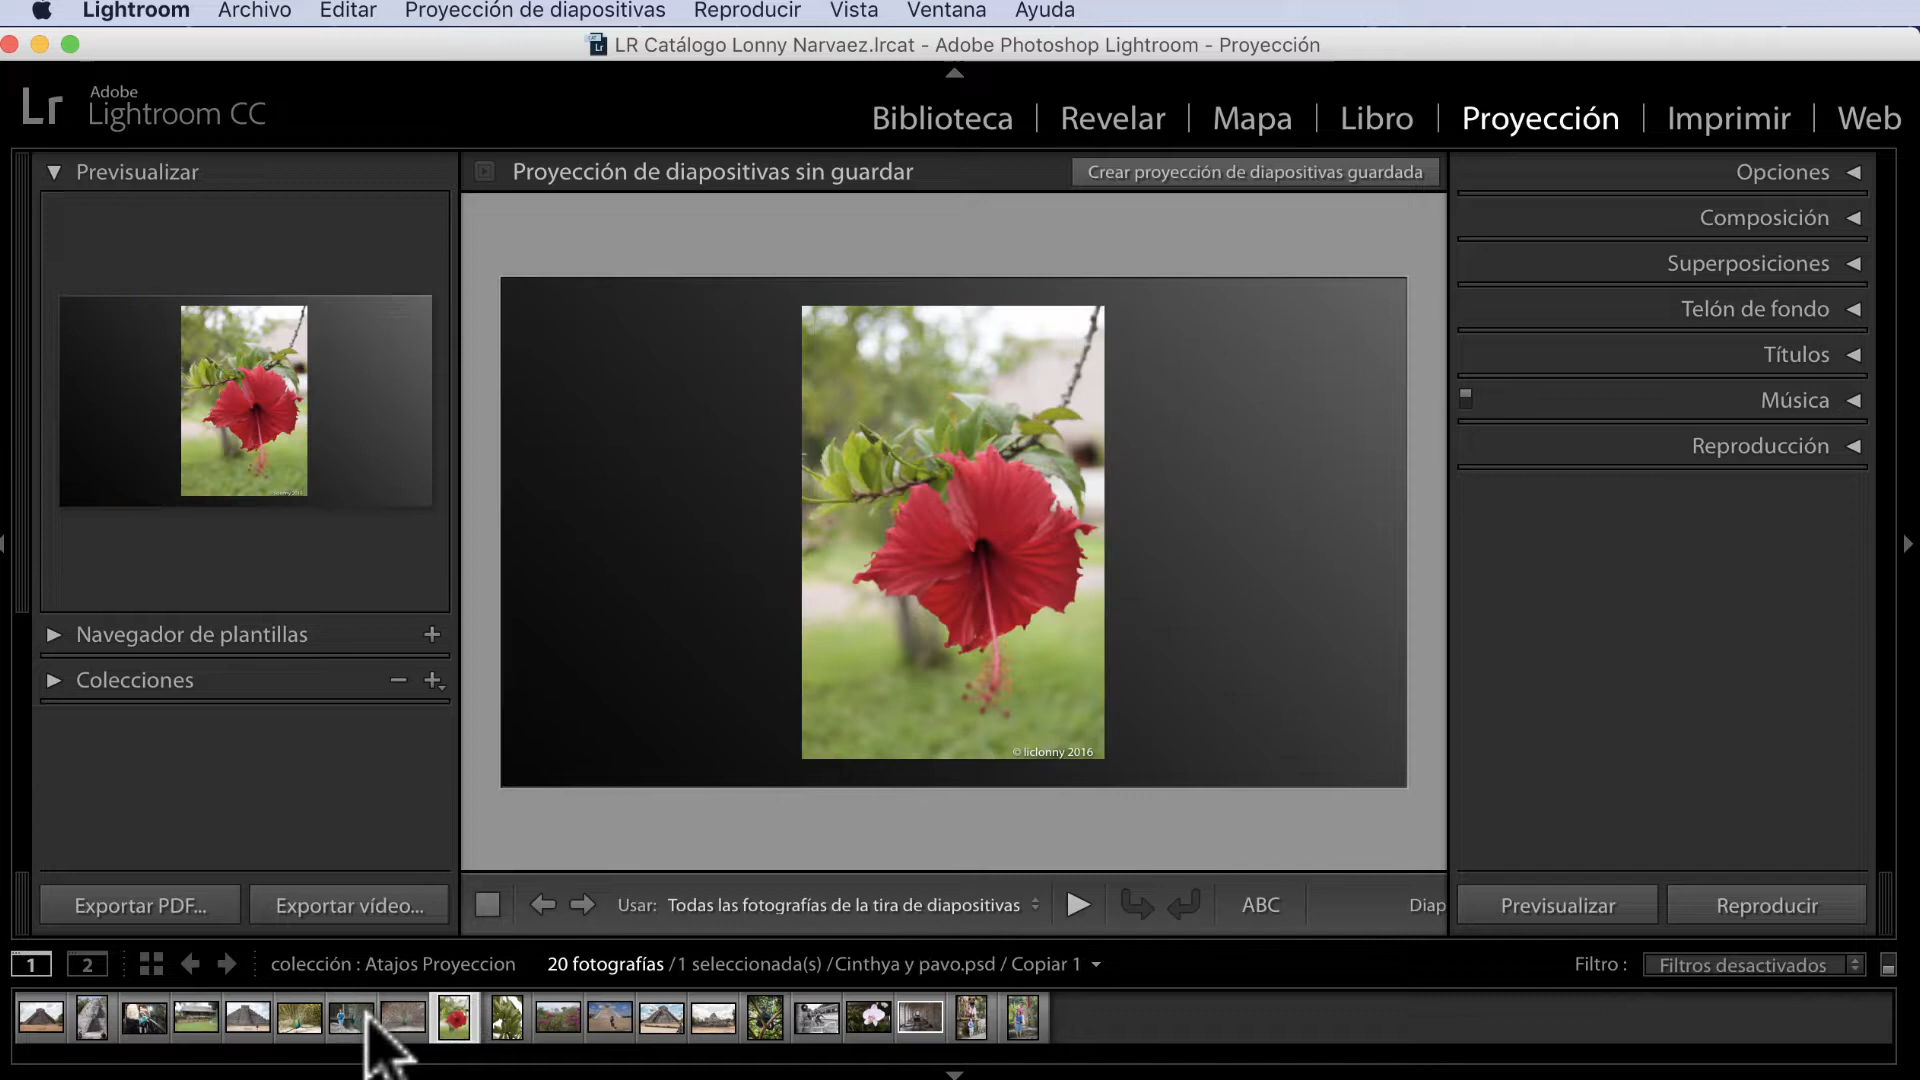 Lightroom Archivo Editar Proyección de diapositivas Reproducir Vista Ventana Ayuda
LR Catálogo Lonny Narvaez.lrcat - Adobe Photoshop Lightroom - Proyección
Lr Adobe
Lightroom CC
Biblioteca | Revelar | Mapa | Libro | Proyección | Imprimir | Web
Previsualizar
Proyección de diapositivas sin guardar
Crear proyección de diapositivas guardada
Opciones
Composición
Superposiciones
Telón de fondo
Títulos
Música
Reproducción
© liclonny 2016
Navegador de plantillas
Colecciones
Exportar PDF...
Exportar vídeo...
Usar: Todas las fotografías de la tira de diapositivas
ABC
Diap
Previsualizar
Reproducir
1 2 colección : Atajos Proyeccion 20 fotografías /1 seleccionada(s) /Cinthya y pavo.psd / Copiar 1
Filtro : Filtros desactivados